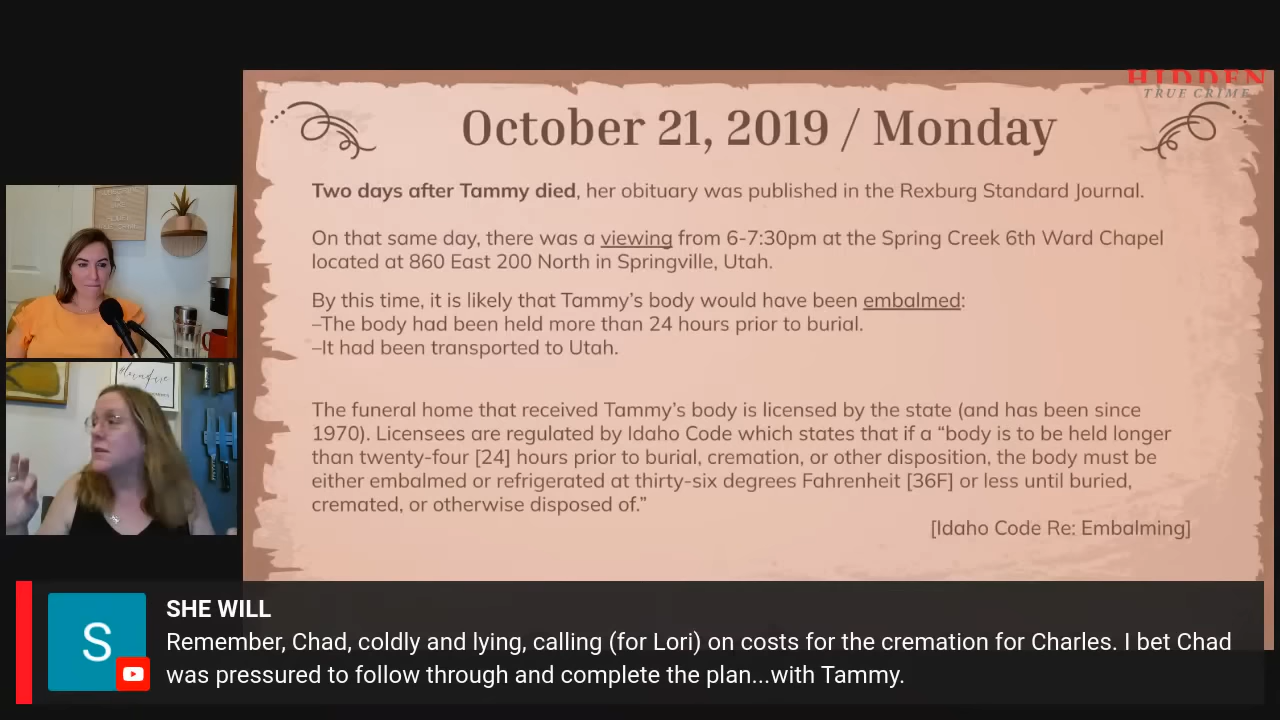 HIDDEN
TRUE CRIME
October 21, 2019 / Monday
Two days after Tammy died, her obituary was published in the Rexburg Standard Journal.
On that same day, there was a viewing from 6-7:30pm at the Spring Creek 6th Ward Chapel
located at 860 East 200 North in Springville, Utah.
By this time, it is likely that Tammy’s body would have been embalmed:
–The body had been held more than 24 hours prior to burial.
–It had been transported to Utah.
The funeral home that received Tammy’s body is licensed by the state (and has been since
1970). Licensees are regulated by Idaho Code which states that if a “body is to be held longer
than twenty-four [24] hours prior to burial, cremation, or other disposition, the body must be
either embalmed or refrigerated at thirty-six degrees Fahrenheit [36F] or less until buried,
cremated, or otherwise disposed of.”
[Idaho Code Re: Embalming]
S
SHE WILL
Remember, Chad, coldly and lying, calling (for Lori) on costs for the cremation for Charles. I bet Chad
was pressured to follow through and complete the plan...with Tammy.